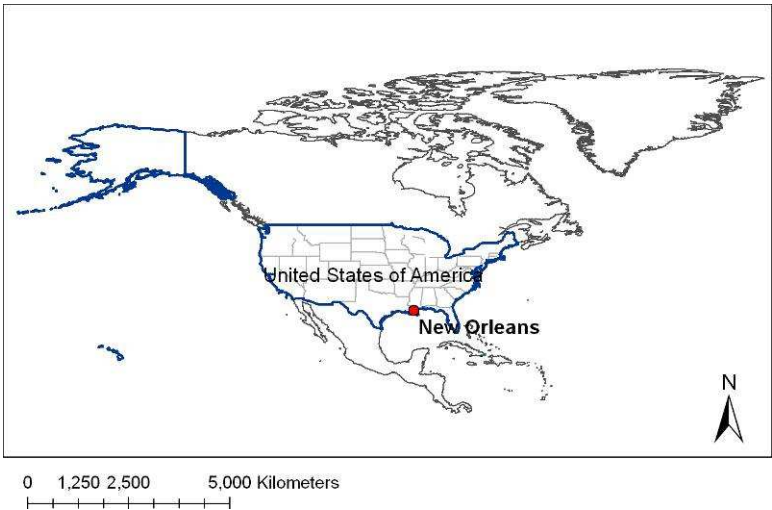 United States of America
New Orleans
N
0 1,250 2,500 5,000 Kilometers